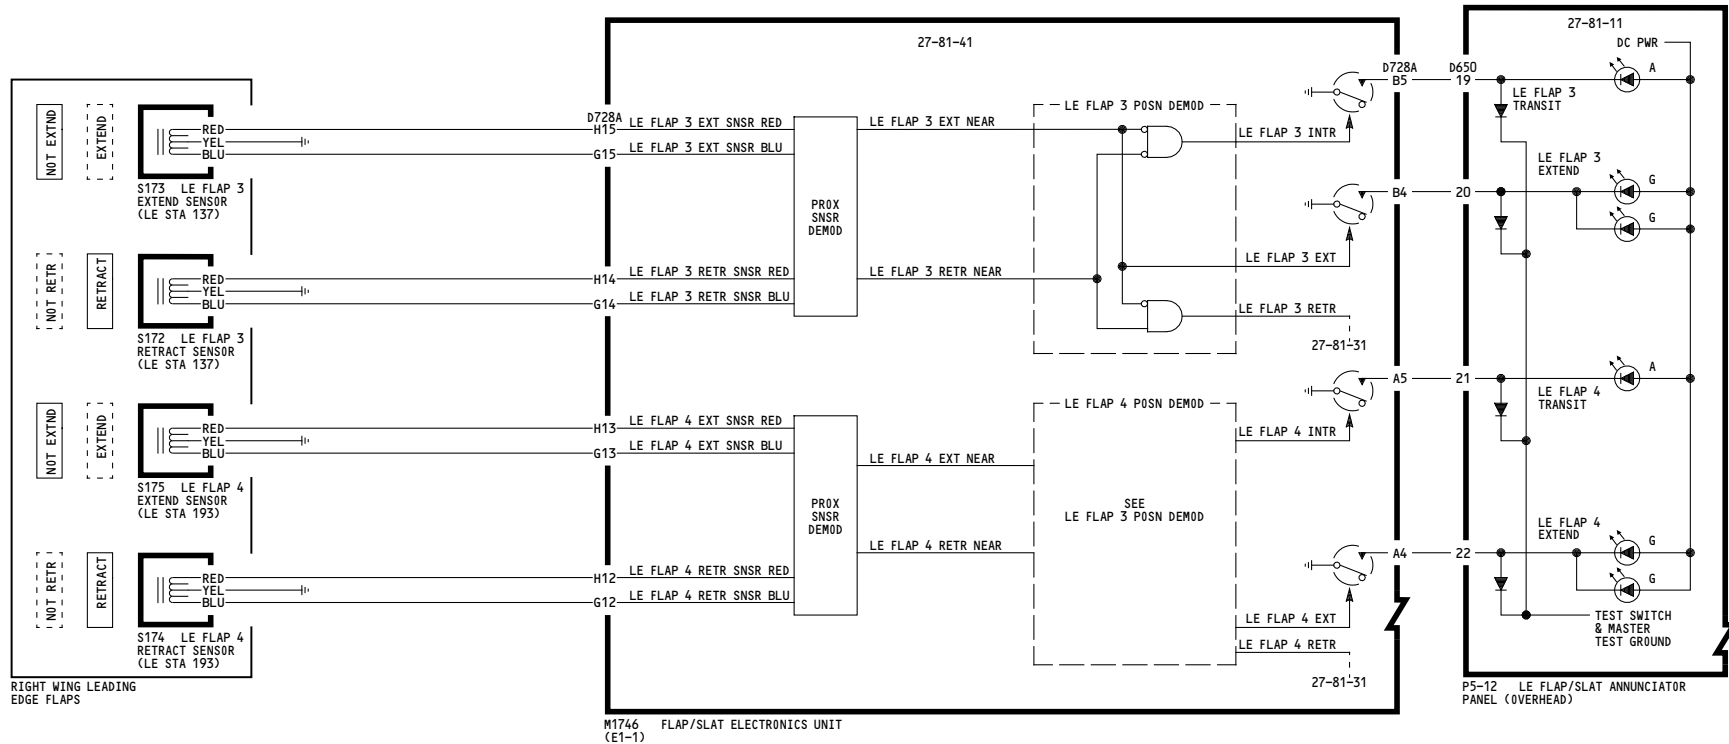 27-81-41
27-81-11
DC PWR
D728A
D650
B5
19
A
LE FLAP 3
TRANSIT
NOT EXTND
EXTEND
RED
YEL
BLU
S173 LE FLAP 3
EXTEND SENSOR
(LE STA 137)
D728A
H15
LE FLAP 3 EXT SNSR RED
G15
LE FLAP 3 EXT SNSR BLU
PROX
SNSR
DEMOD
LE FLAP 3 EXT NEAR
LE FLAP 3 POSN DEMOD
LE FLAP 3 INTR
LE FLAP 3
EXTEND
B4
20
G
G
NOT RETR
RETRACT
RED
YEL
BLU
S172 LE FLAP 3
RETRACT SENSOR
(LE STA 137)
H14
LE FLAP 3 RETR SNSR RED
G14
LE FLAP 3 RETR SNSR BLU
LE FLAP 3 RETR NEAR
LE FLAP 3 EXT
LE FLAP 3 RETR
27-81-31
A5
21
A
LE FLAP 4
TRANSIT
NOT EXTND
EXTEND
RED
YEL
BLU
S175 LE FLAP 4
EXTEND SENSOR
(LE STA 193)
H13
LE FLAP 4 EXT SNSR RED
G13
LE FLAP 4 EXT SNSR BLU
PROX
SNSR
DEMOD
LE FLAP 4 EXT NEAR
LE FLAP 4 POSN DEMOD
LE FLAP 4 INTR
SEE
LE FLAP 3 POSN DEMOD
LE FLAP 4
EXTEND
A4
22
G
G
NOT RETR
RETRACT
RED
YEL
BLU
S174 LE FLAP 4
RETRACT SENSOR
(LE STA 193)
H12
LE FLAP 4 RETR SNSR RED
G12
LE FLAP 4 RETR SNSR BLU
LE FLAP 4 RETR NEAR
LE FLAP 4 EXT
LE FLAP 4 RETR
27-81-31
TEST SWITCH
& MASTER
TEST GROUND
RIGHT WING LEADING
EDGE FLAPS
M1746 FLAP/SLAT ELECTRONICS UNIT
(E1-1)
P5-12 LE FLAP/SLAT ANNUNCIATOR
PANEL (OVERHEAD)